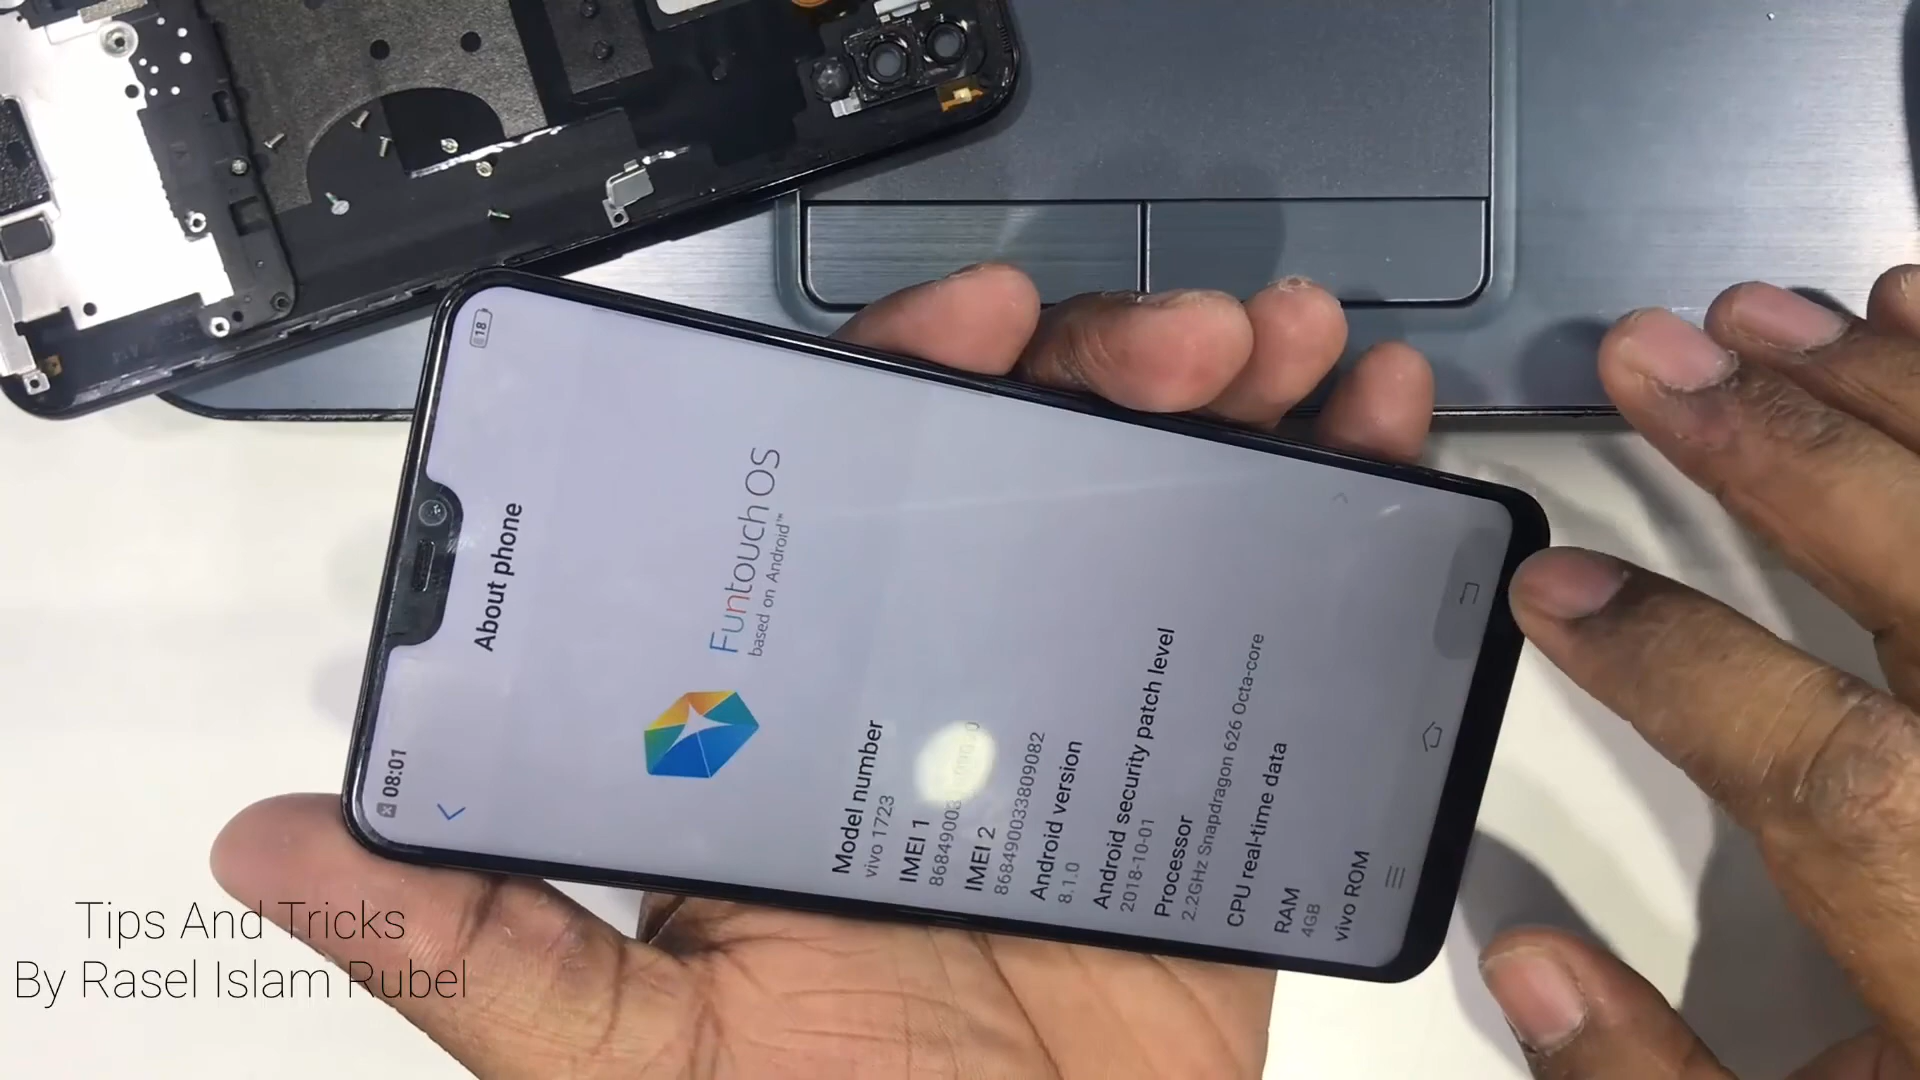 08:01
18
About phone
Funtouch OS
based on Android™
Model number
vivo 1723
IMEI 1
IMEI 2
868490033809082
Android version
8.1.0
Android security patch level
2018-10-01
Processor
2.2GHz Snapdragon 626 Octa-core
CPU real-time data
RAM
4GB
vivo ROM
Tips And Tricks
By Rasel Islam Rubel